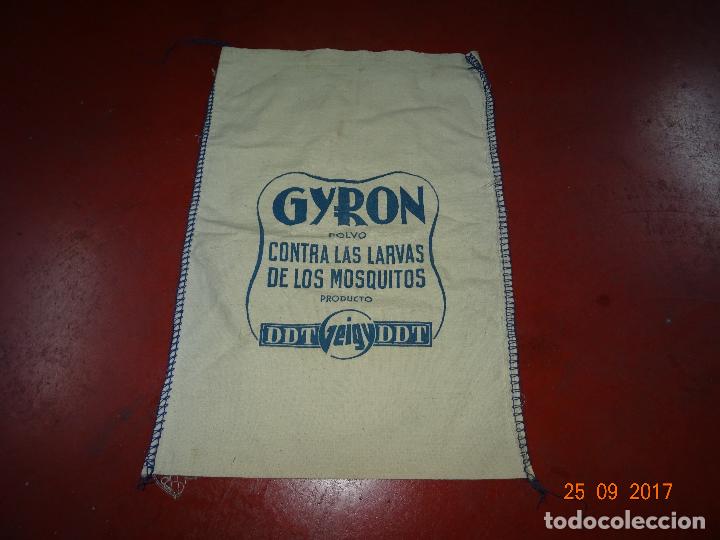 GYRON
POLVO
CONTRA LAS LARVAS
DE LOS MOSQUITOS
PRODUCTO
DDT Geigy DDT
25 09 2017
todocoleccion